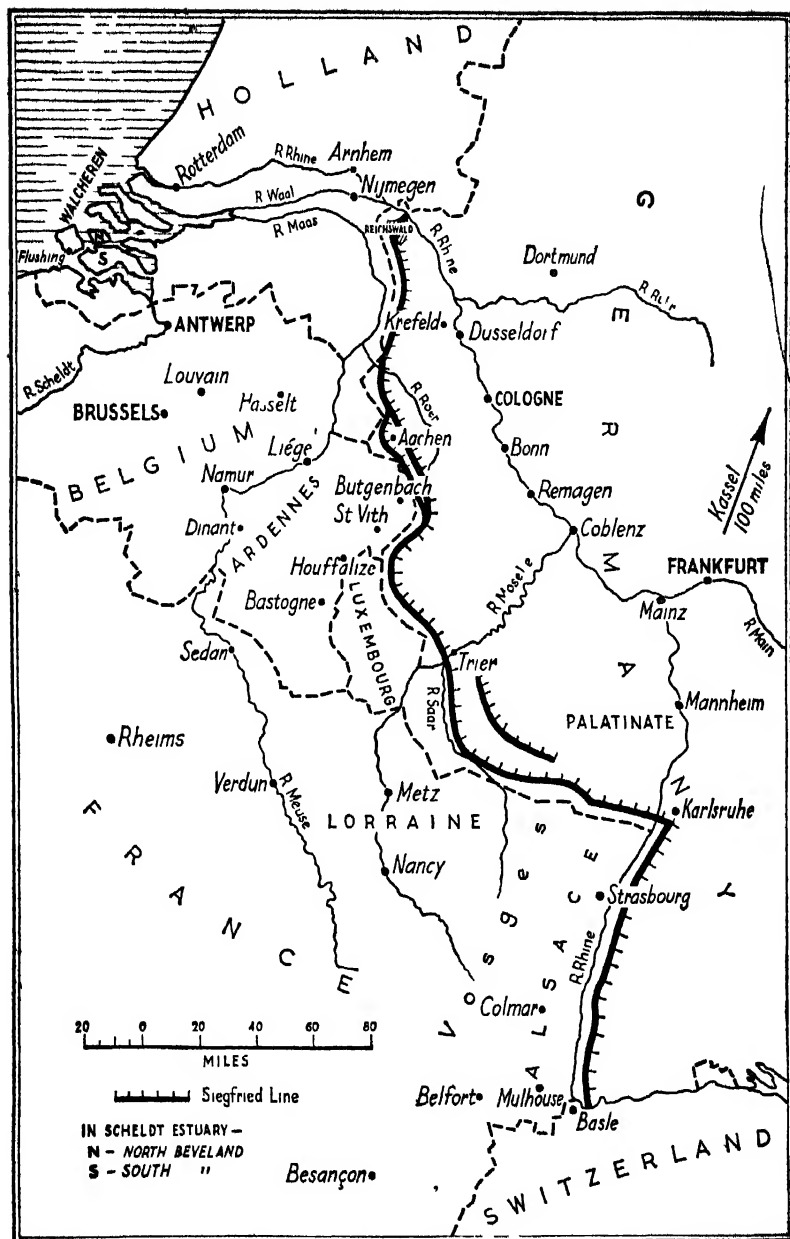 HOLLAND
WALCHEREN
Rotterdam
R Rhine
Arnhem
R Waal
Nijmegen
R Maas
REICHSWALD
R Rhine
N
S
Flushing
G E R M A N Y
Dortmund
R Ruhr
ANTWERP
Krefeld
Dusseldorf
R. Scheldt
Louvain
Hasselt
R Roer
COLOGNE
BRUSSELS
BELGIUM
Aachen
Liége
Bonn
Namur
Butgenbach
Remagen
Kassel
100 miles
ARDENNES
St Vith
Dinant
Coblenz
Houffalize
FRANKFURT
R Moselle
Bastogne
LUXEMBOURG
Mainz
R Main
Sedan
Trier
R Saar
PALATINATE
Mannheim
Rheims
Verdun
R Meuse
Metz
Karlsruhe
LORRAINE
FRANCE
Nancy
Vosges
ALSACE
Strasbourg
R. Rhine
Colmar
20 0 20 40 60 80
MILES
Siegfried Line
Belfort
Mulhouse
Basle
IN SCHELDT ESTUARY—
N – NORTH BEVELAND
S – SOUTH "
Besançon
SWITZERLAND